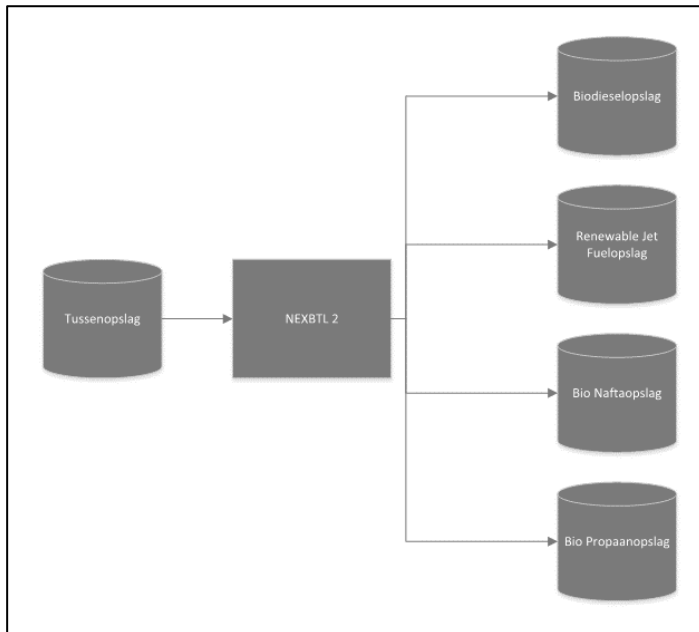 Biodieselopslag
Renewable Jet
Fuelopslag
Tussenopslag
NEXBTL 2
Bio Naftaopslag
Bio Propaanopslag